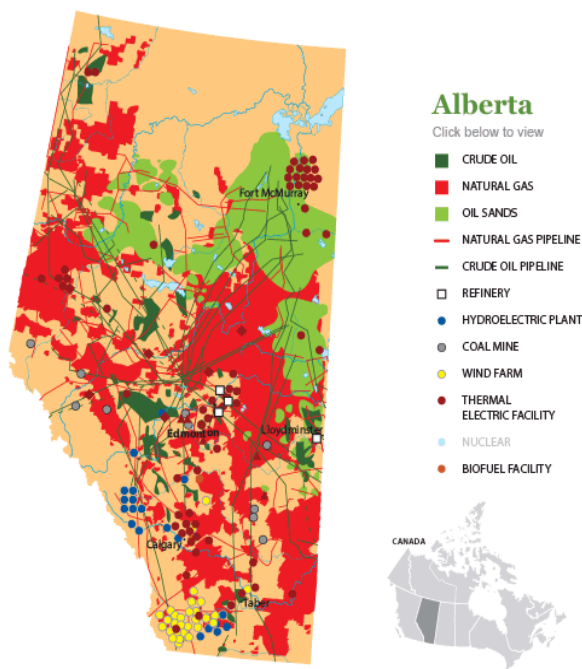 Alberta
Click below to view
CRUDE OIL
NATURAL GAS
OIL SANDS
NATURAL GAS PIPELINE
CRUDE OIL PIPELINE
REFINERY
HYDROELECTRIC PLANT
COAL MINE
WIND FARM
THERMAL
ELECTRIC FACILITY
NUCLEAR
BIOFUEL FACILITY
Fort McMurray
Edmonton
Lloydminster
Calgary
Taber
CANADA